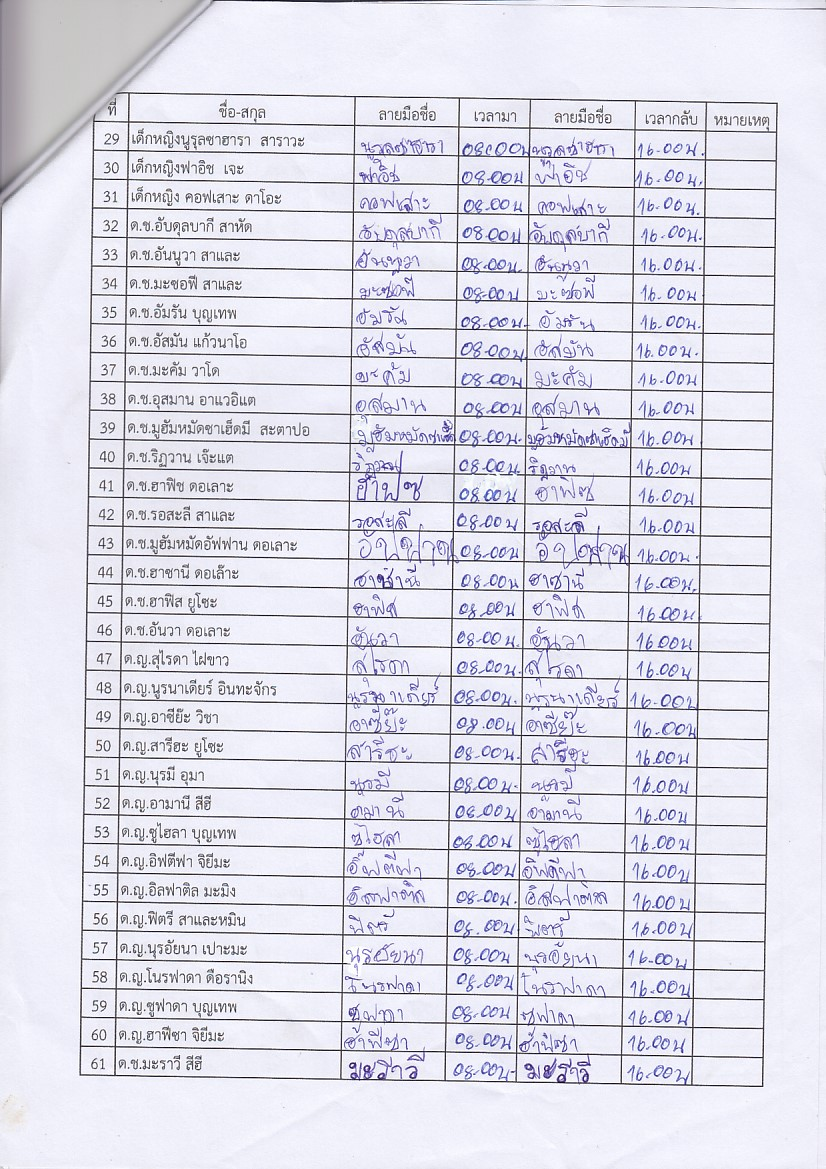 ที่ ชื่อ-สกุล ลายมือชื่อ เวลามา ลายมือชื่อ เวลากลับ หมายเหตุ
29 เด็กหญิงนูรุลซาฮารา สาราวะ นูรุลซาฮารา 08.00น นูรุลซาฮารา 16.00น.
30 เด็กหญิงฟาอิช เจะ ฟาอิช 08.00น ฟาอิช 16.00น.
31 เด็กหญิง คอฟเสาะ ดาโอะ คอฟเสาะ 08.00น คอฟเสาะ 16.00น.
32 ด.ช.อับดุลบากี สาหัด อับดุลบากี 08.00น อับดุลบากี 16.00น.
33 ด.ช.อันนูวา สาและ อันนูวา 08.00น. อันนูวา 16.00น.
34 ด.ช.มะซอฟี สาและ มะซอฟี 08.00น มะซอฟี 16.00น
35 ด.ช.อัมรัน บุญเทพ อัมรัน 08.00น. อัมรัน 16.00น.
36 ด.ช.อัสมัน แก้วนาโอ อัสมัน 08.00น อัสมัน 16.00น.
37 ด.ช.มะคัม วาโด มะคัม 08.00น มะคัม 16.00น
38 ด.ช.อุสมาน อาแวอิแต อุสมาน 08.00น อุสมาน 16.00น
39 ด.ช.มูฮัมหมัดซาเฮ็ดมี สะตาปอ 08.00น. มูฮัมหมัดซาเฮ็ดมี 16.00น.
40 ด.ช.ริฏวาน เจ๊ะแต ริฏวาน 08.00น. ริฏวาน 16.00น
41 ด.ช.ฮาฟิช ดอเลาะ ฮาฟิช 08.00น ฮาฟิช 16.00น
42 ด.ช.รอสะลี สาและ รอสะลี 08.00น รอสะลี 16.00น
43 ด.ช.มูฮัมหมัดอัฟฟาน ดอเลาะ อัฟฟาน 08.00น อัฟฟาน 16.00น.
44 ด.ช.ฮาซานี ดอเล๊าะ ฮาซานี 08.00น ฮาซานี 16.00น.
45 ด.ช.ฮาฟิส ยูโซะ ฮาฟิส 08.00น ฮาฟิส 16.00น.
46 ด.ช.อันวา ดอเลาะ อันวา 08.00น. อันวา 16.00น
47 ด.ญ.สุไรดา ไฝขาว สุไรดา 08.00น. สุไรดา 16.00น
48 ด.ญ.นูรนาเดียร์ อินทะจักร นูรนาเดียร์ 08.00น. นูรนาเดียร์ 16.00น
49 ด.ญ.อาซีย๊ะ วิชา อาซีย๊ะ 08.00น อาซีย๊ะ 16.00น
50 ด.ญ.สารีฮะ ยูโซะ สารีฮะ 08.00น. สารีฮะ 16.00น
51 ด.ญ.นุรมี อุมา นุรมี 08.00น. นุรมี 16.00น
52 ด.ญ.อามานี สีฮี อามานี 08.00น อามานี 16.00น
53 ด.ญ.ซูไฮลา บุญเทพ ซูไฮลา 08.00น ซูไฮลา 16.00น
54 ด.ญ.อิฟตีฟา จิยีมะ อิฟตีฟา 08.00น อิฟตีฟา 16.00น
55 ด.ญ.อิลฟาติล มะมิง 08.00น. 16.00น
56 ด.ญ.ฟิตรี สาและหมิน ฟิตรี 08.00น ฟิตรี 16.00น
57 ด.ญ.นุรอัยนา เปาะมะ นุรอัยนา 08.00น นุรอัยนา 16.00น
58 ด.ญ.โนรฟาดา ดือรานิง โนรฟาดา 08.00น โนรฟาดา 16.00น
59 ด.ญ.ซูฟาดา บุญเทพ ซูฟาดา 08.00น ซูฟาดา 16.00น
60 ด.ญ.ฮาฟีซา จิยีมะ ฮาฟีซา 08.00น ฮาฟีซา 16.00น
61 ด.ช.มะราวี สีฮี มะราวี 08.00น. มะราวี 16.00น